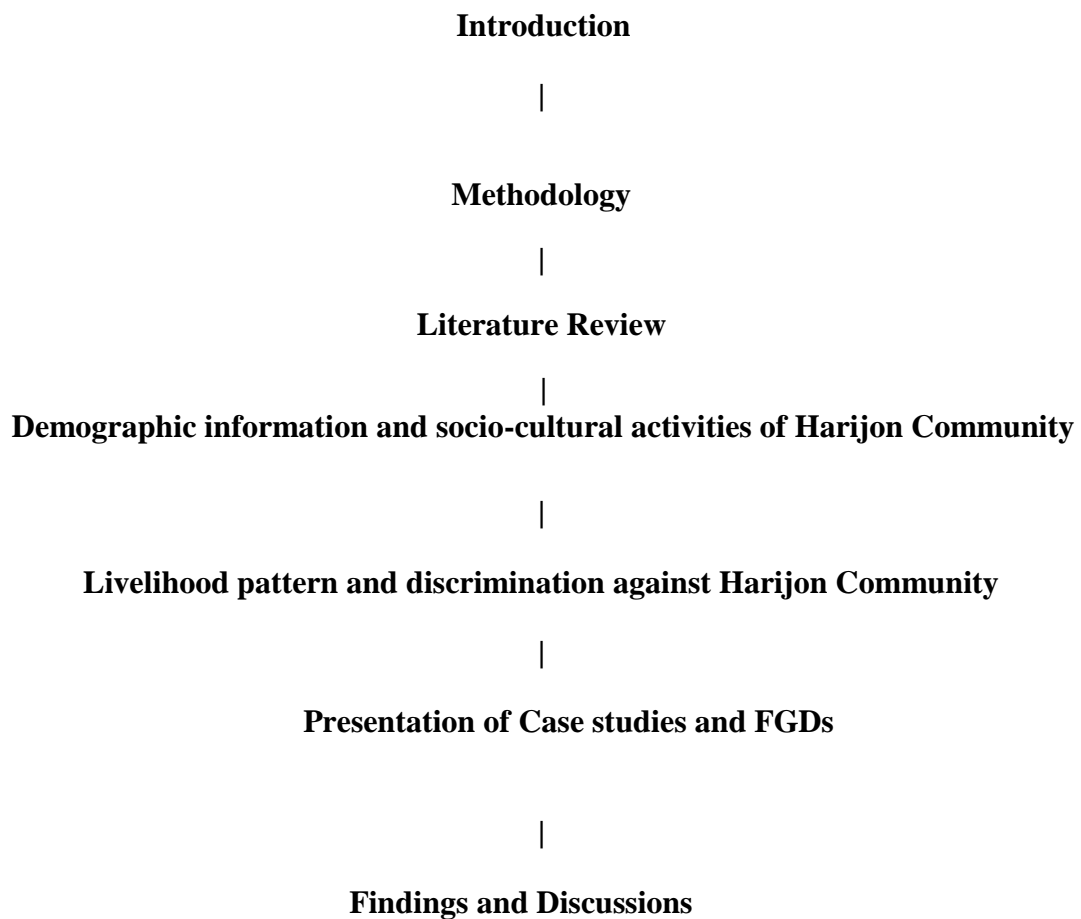 Introduction
|
Methodology
|
Literature Review
|
Demographic information and socio-cultural activities of Harijon Community
|
Livelihood pattern and discrimination against Harijon Community
|
Presentation of Case studies and FGDs
|
Findings and Discussions